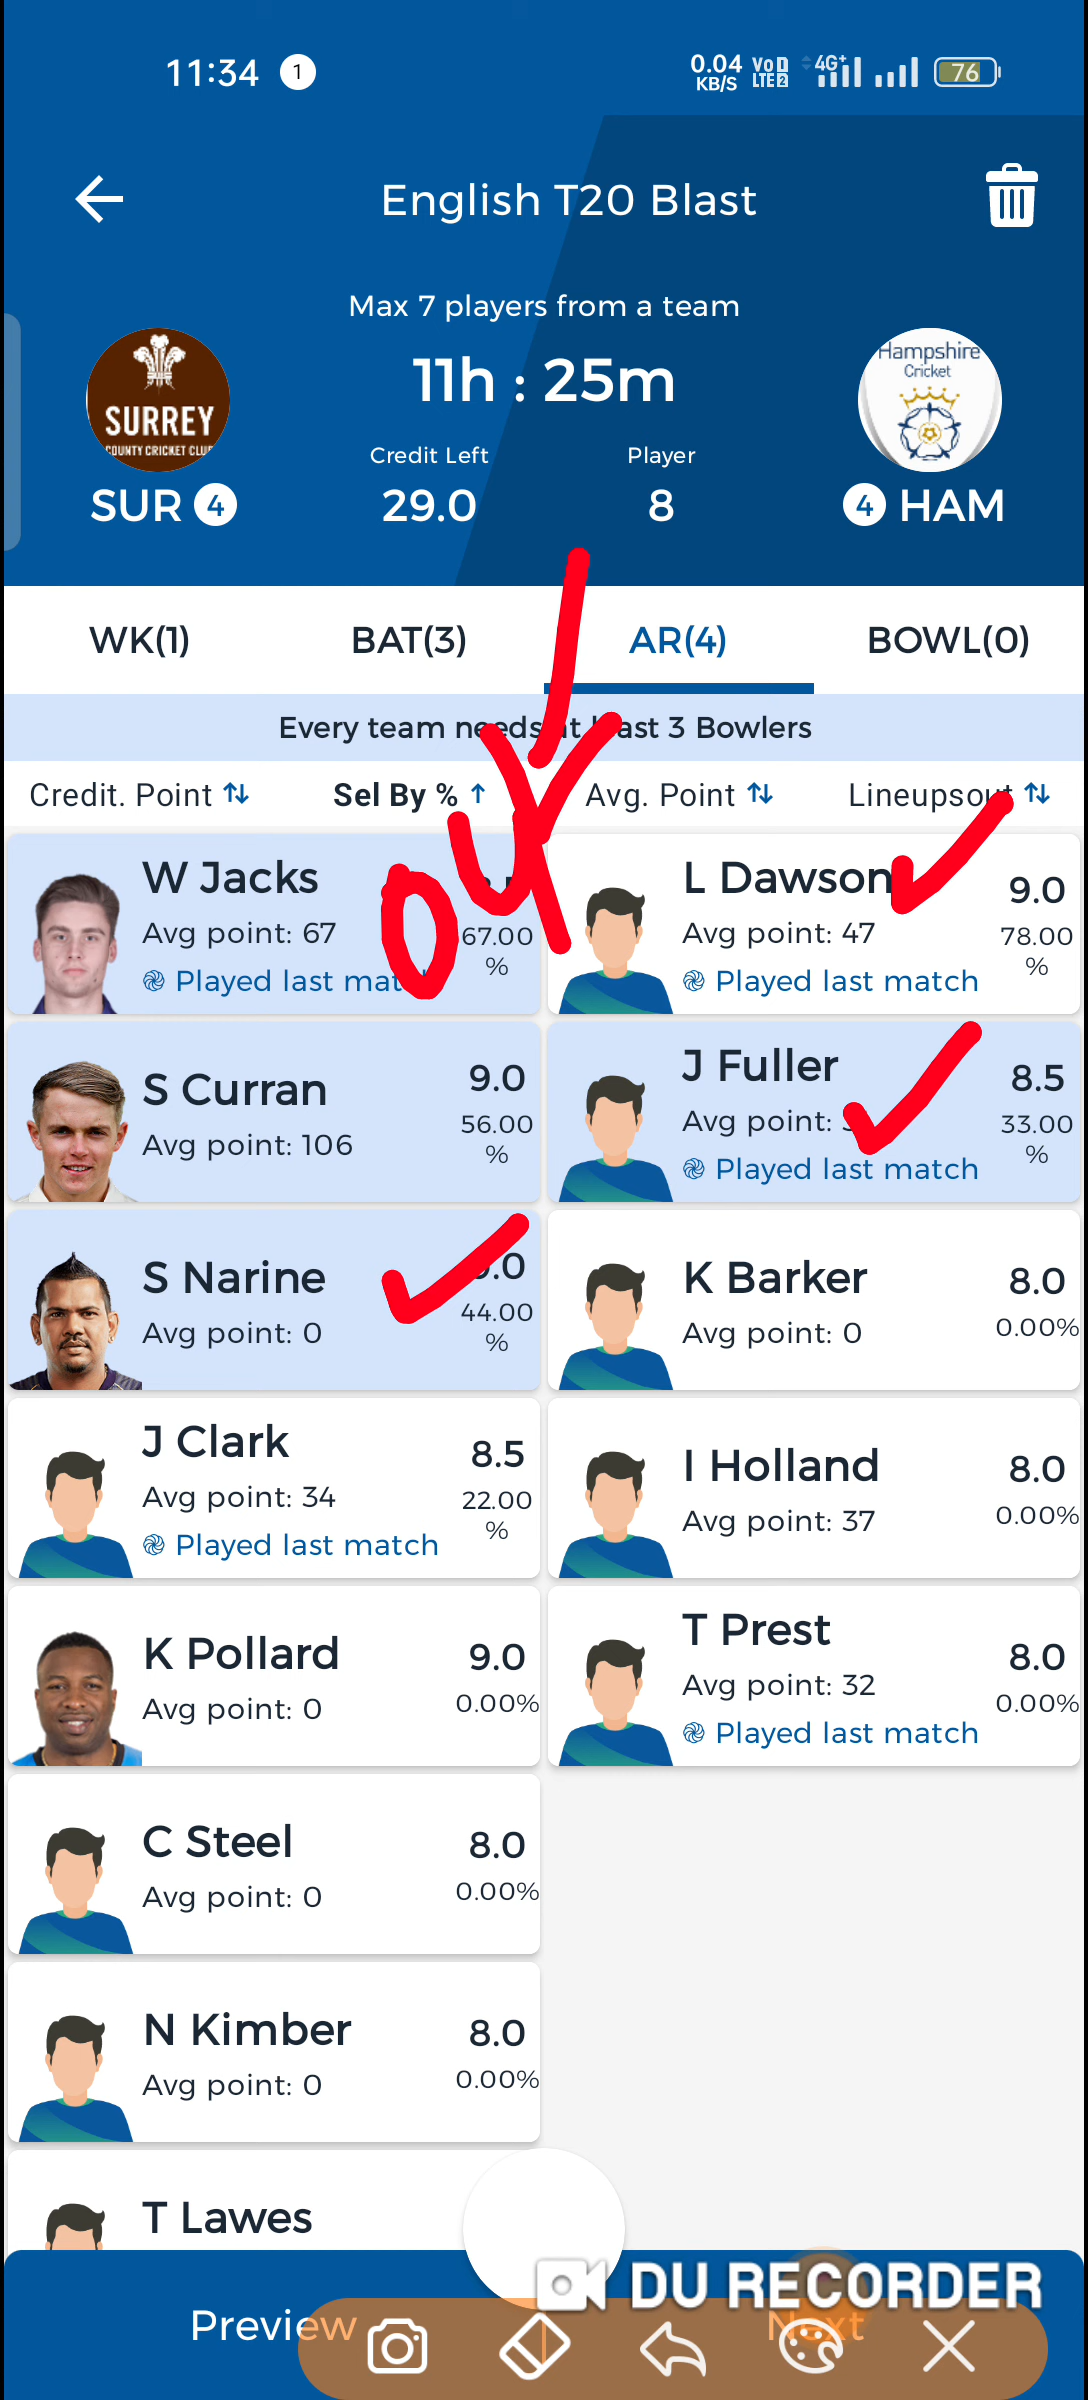 11:34 1 0.04 KB/S VoD LTE2 4G+ 76
English T20 Blast
Max 7 players from a team
SURREY
COUNTY CRICKET CLUB
Hampshire
Cricket
11h : 25m
Credit Left Player
SUR 4 29.0 8 4 HAM
WK(1) BAT(3) AR(4) BOWL(0)
Every team needs at least 3 Bowlers
Credit. Point Sel By % Avg. Point Lineupsout
W Jacks
Avg point: 67
67.00
%
Played last match
L Dawson
9.0
Avg point: 47
78.00
%
Played last match
S Curran
9.0
Avg point: 106
56.00
%
J Fuller
8.5
Avg point:
33.00
%
Played last match
S Narine
Avg point: 0
44.00
%
K Barker
8.0
Avg point: 0
0.00%
J Clark
8.5
Avg point: 34
22.00
%
Played last match
I Holland
8.0
Avg point: 37
0.00%
K Pollard
9.0
Avg point: 0
0.00%
T Prest
8.0
Avg point: 32
0.00%
Played last match
C Steel
8.0
Avg point: 0
0.00%
N Kimber
8.0
Avg point: 0
0.00%
T Lawes
DU RECORDER
Preview Next